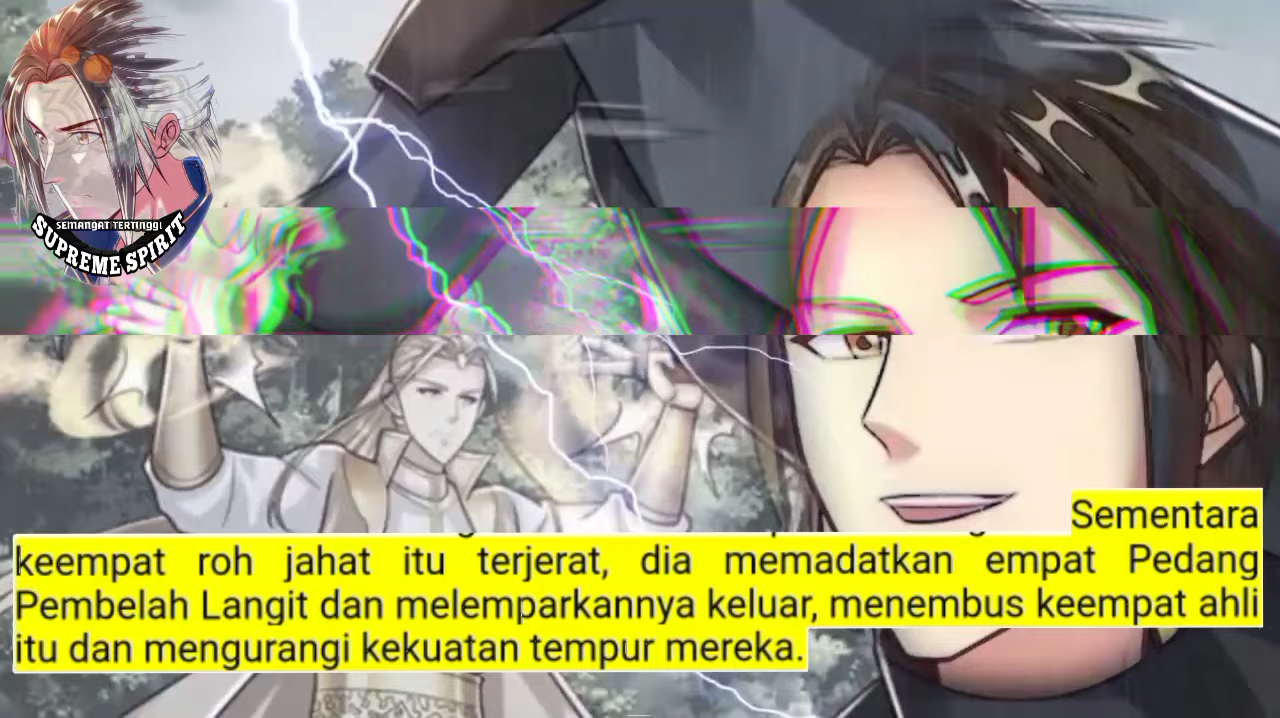 SEMANGAT TERTINGGI
SUPREME SPIRIT
Sementara
keempat roh jahat itu terjerat, dia memadatkan empat Pedang
Pembelah Langit dan melemparkannya keluar, menembus keempat ahli
itu dan mengurangi kekuatan tempur mereka.